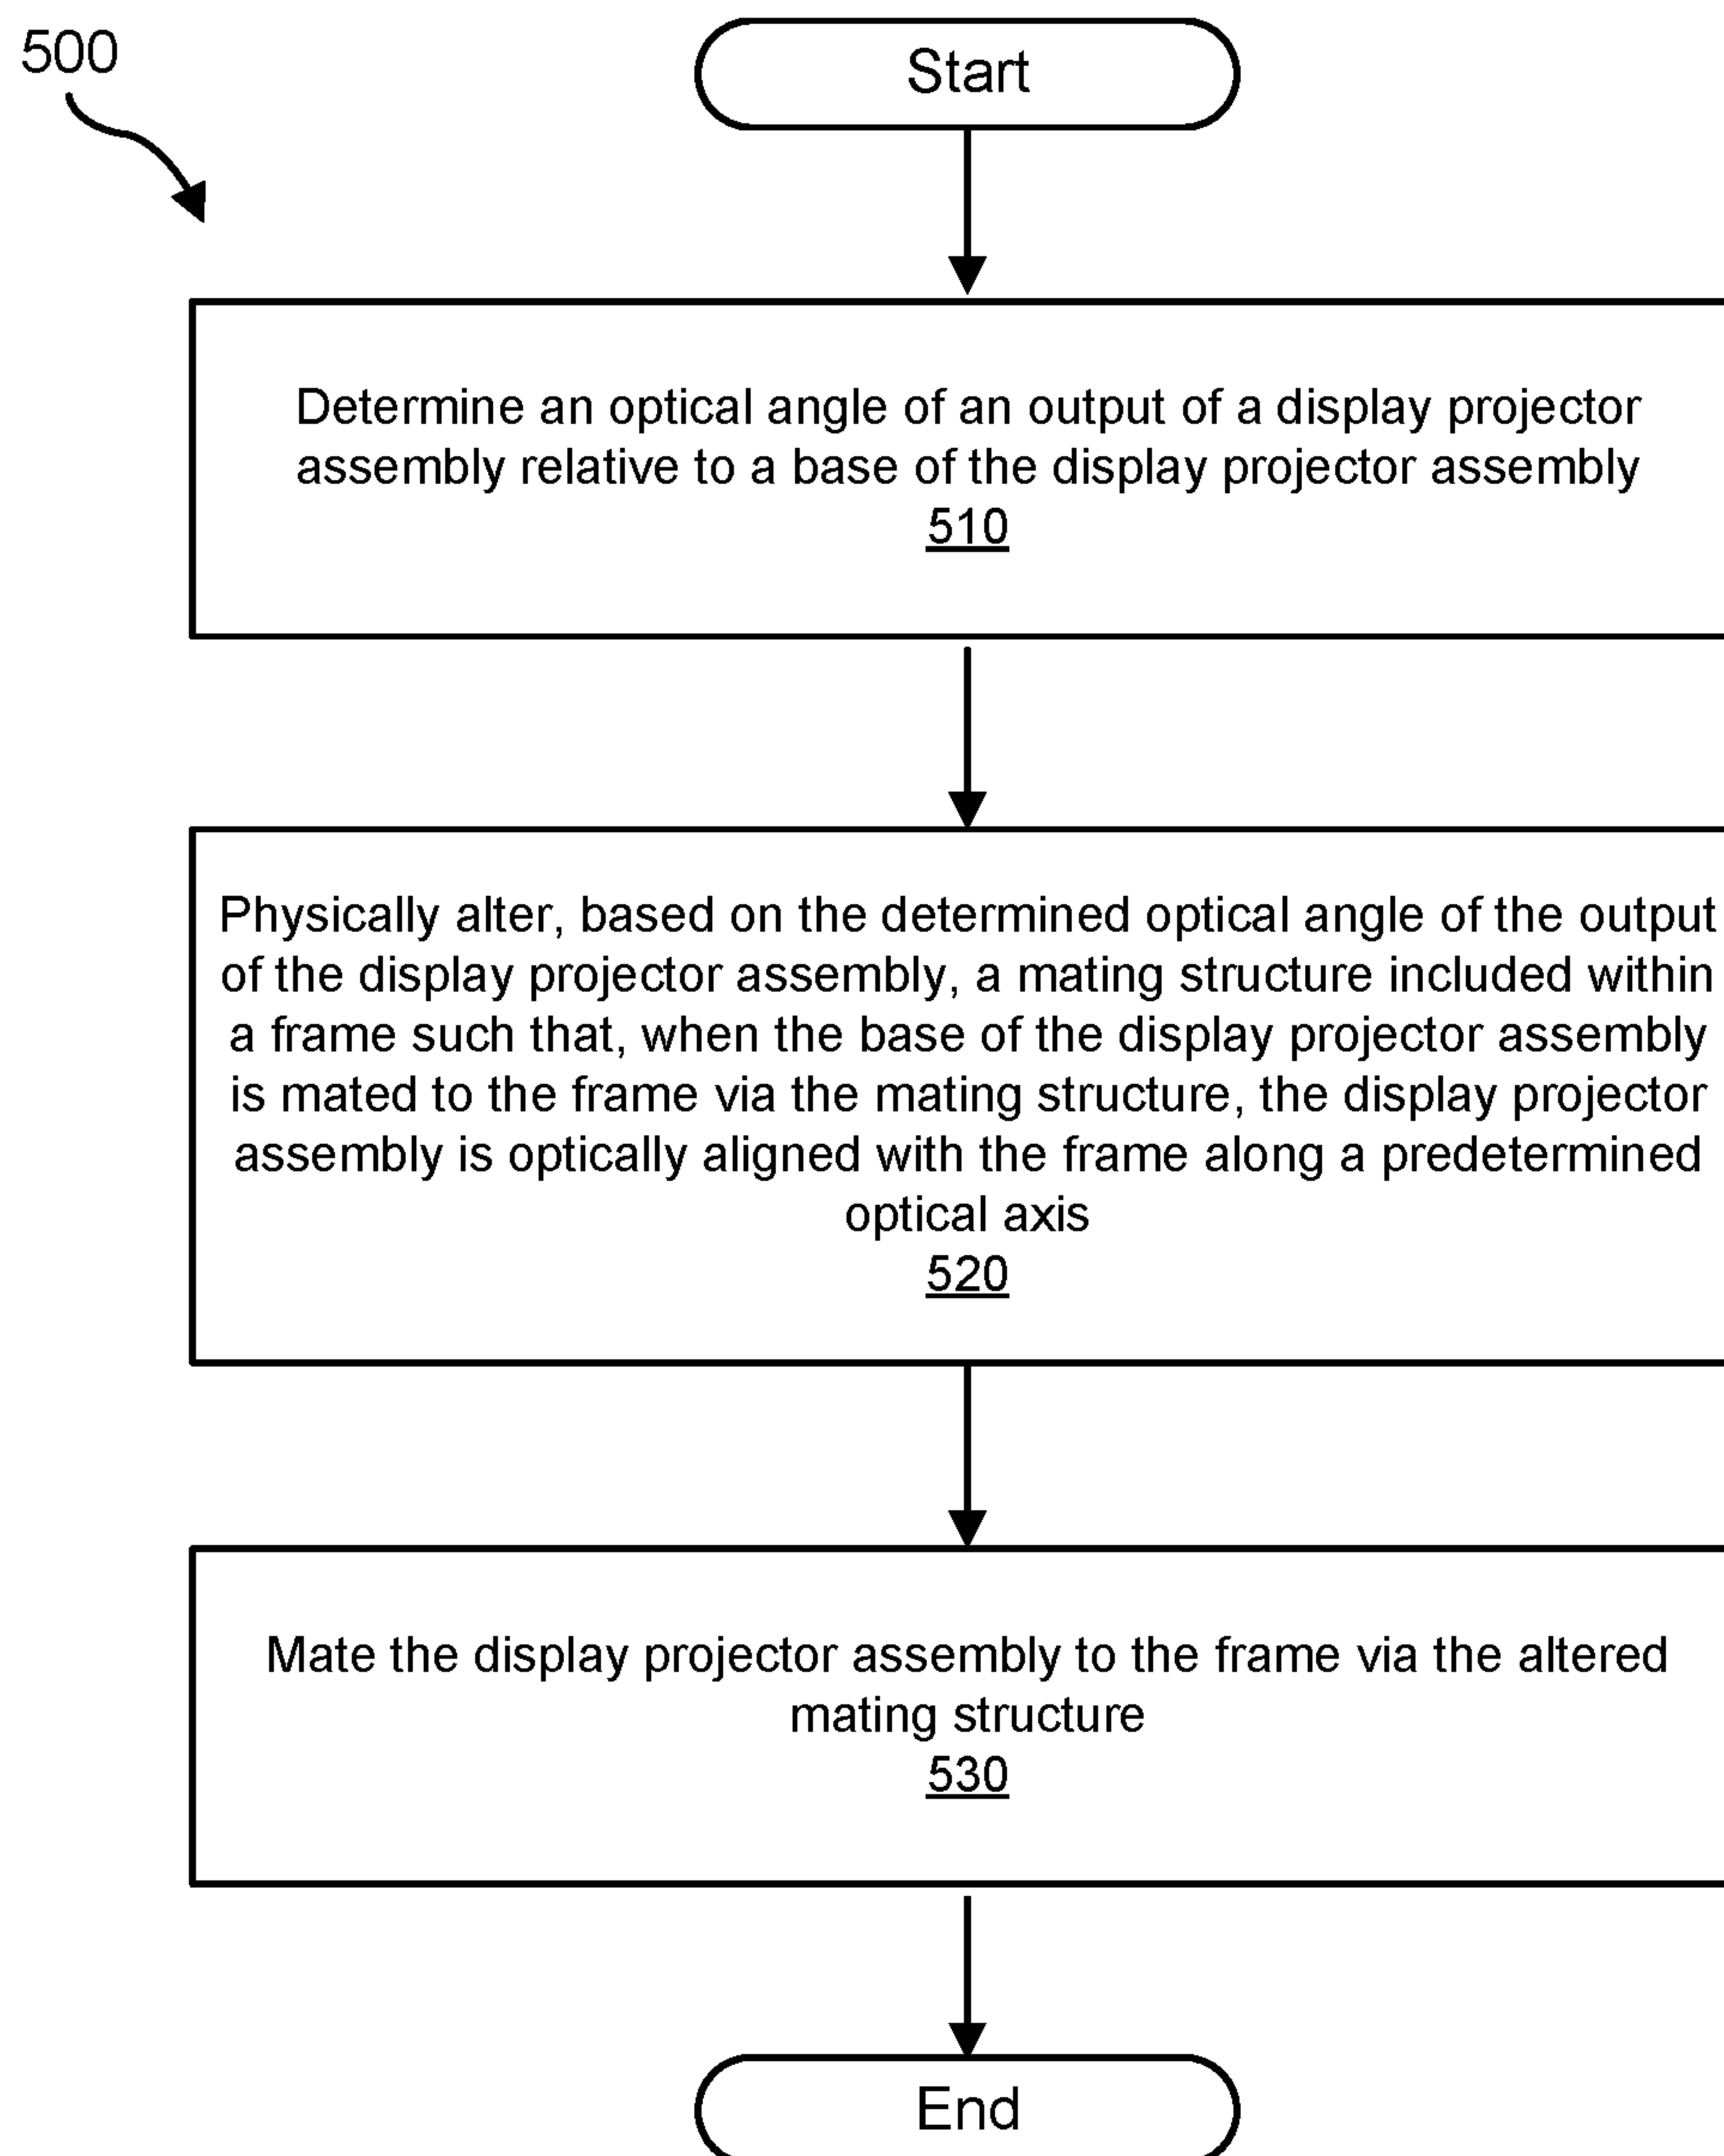 500
Start
Determine an optical angle of an output of a display projector
assembly relative to a base of the display projector assembly
510
Physically alter, based on the determined optical angle of the output
of the display projector assembly, a mating structure included within
a frame such that, when the base of the display projector assembly
is mated to the frame via the mating structure, the display projector
assembly is optically aligned with the frame along a predetermined
optical axis
520
Mate the display projector assembly to the frame via the altered
mating structure
530
End